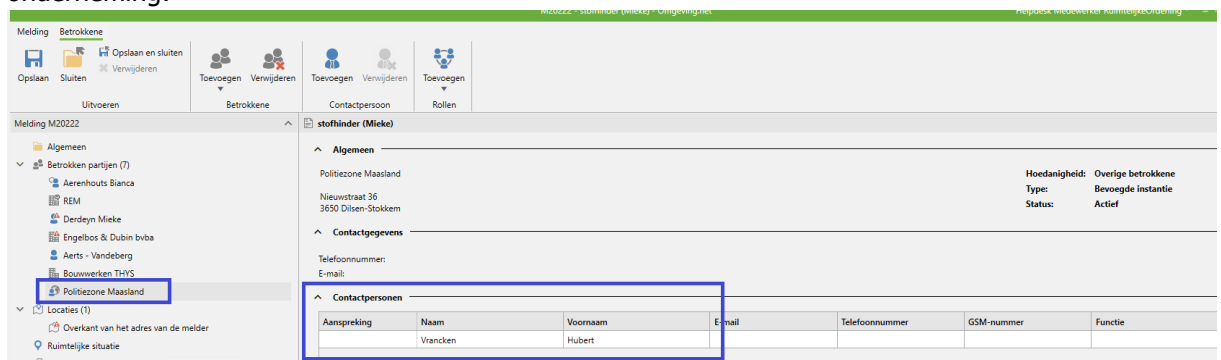 onderneming.
M20222 - stofhinder (Mieke) - Omgeving.net
Helpdesk Medewerker RuimtelijkeOrdening
Melding Betrokkene
Opslaan
Sluiten
Opslaan en sluiten
Verwijderen
Toevoegen
Verwijderen
Toevoegen
Verwijderen
Toevoegen
Uitvoeren
Betrokkene
Contactpersoon
Rollen
Melding M20222
stofhinder (Mieke)
Algemeen
Betrokken partijen (7)
Aerenhouts Bianca
REM
Derdeyn Mieke
Engelbos & Dubin bvba
Aerts - Vandeberg
Bouwwerken THYS
Politiezone Maasland
Locaties (1)
Overkant van het adres van de melder
Ruimtelijke situatie
Algemeen
Politiezone Maasland
Nieuwstraat 36
3650 Dilsen-Stokkem
Hoedanigheid: Overige betrokkene
Type: Bevoegde instantie
Status: Actief
Contactgegevens
Telefoonnummer:
E-mail:
Contactpersonen
Aanspreking Naam Voornaam E-mail Telefoonnummer GSM-nummer Functie
Vrancken Hubert